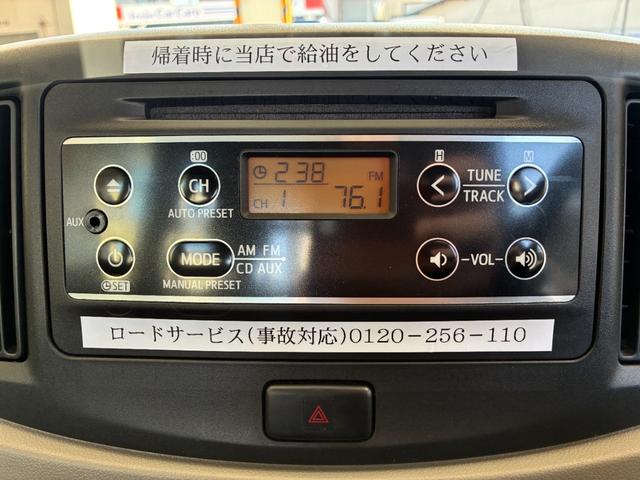 Car Care
帰着時に当店で給油をしてください
:00
H
M
CH
AUTO PRESET
238
FM
CH 1 76.1
TUNE
TRACK
AUX
MODE
AM FM
CD AUX
MANUAL PRESET
SET
-VOL-
ロードサービス(事故対応)0120-256-110